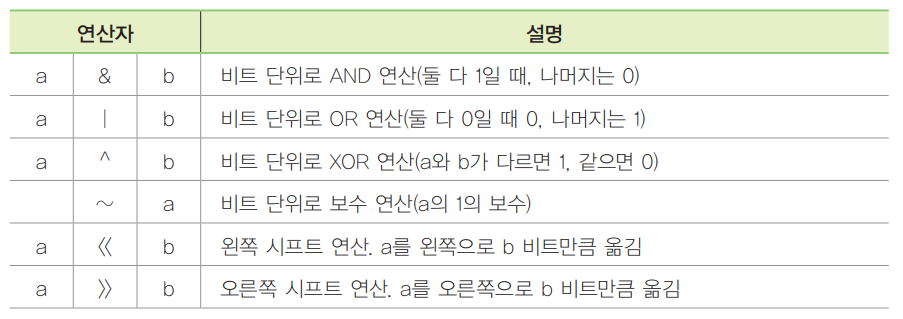 연산자 설명
a & b 비트 단위로 AND 연산(둘 다 1일 때, 나머지는 0)
a | b 비트 단위로 OR 연산(둘 다 0일 때 0, 나머지는 1)
a ^ b 비트 단위로 XOR 연산(a와 b가 다르면 1, 같으면 0)
~ a 비트 단위로 보수 연산(a의 1의 보수)
a ≪ b 왼쪽 시프트 연산. a를 왼쪽으로 b 비트만큼 옮김
a ≫ b 오른쪽 시프트 연산. a를 오른쪽으로 b 비트만큼 옮김